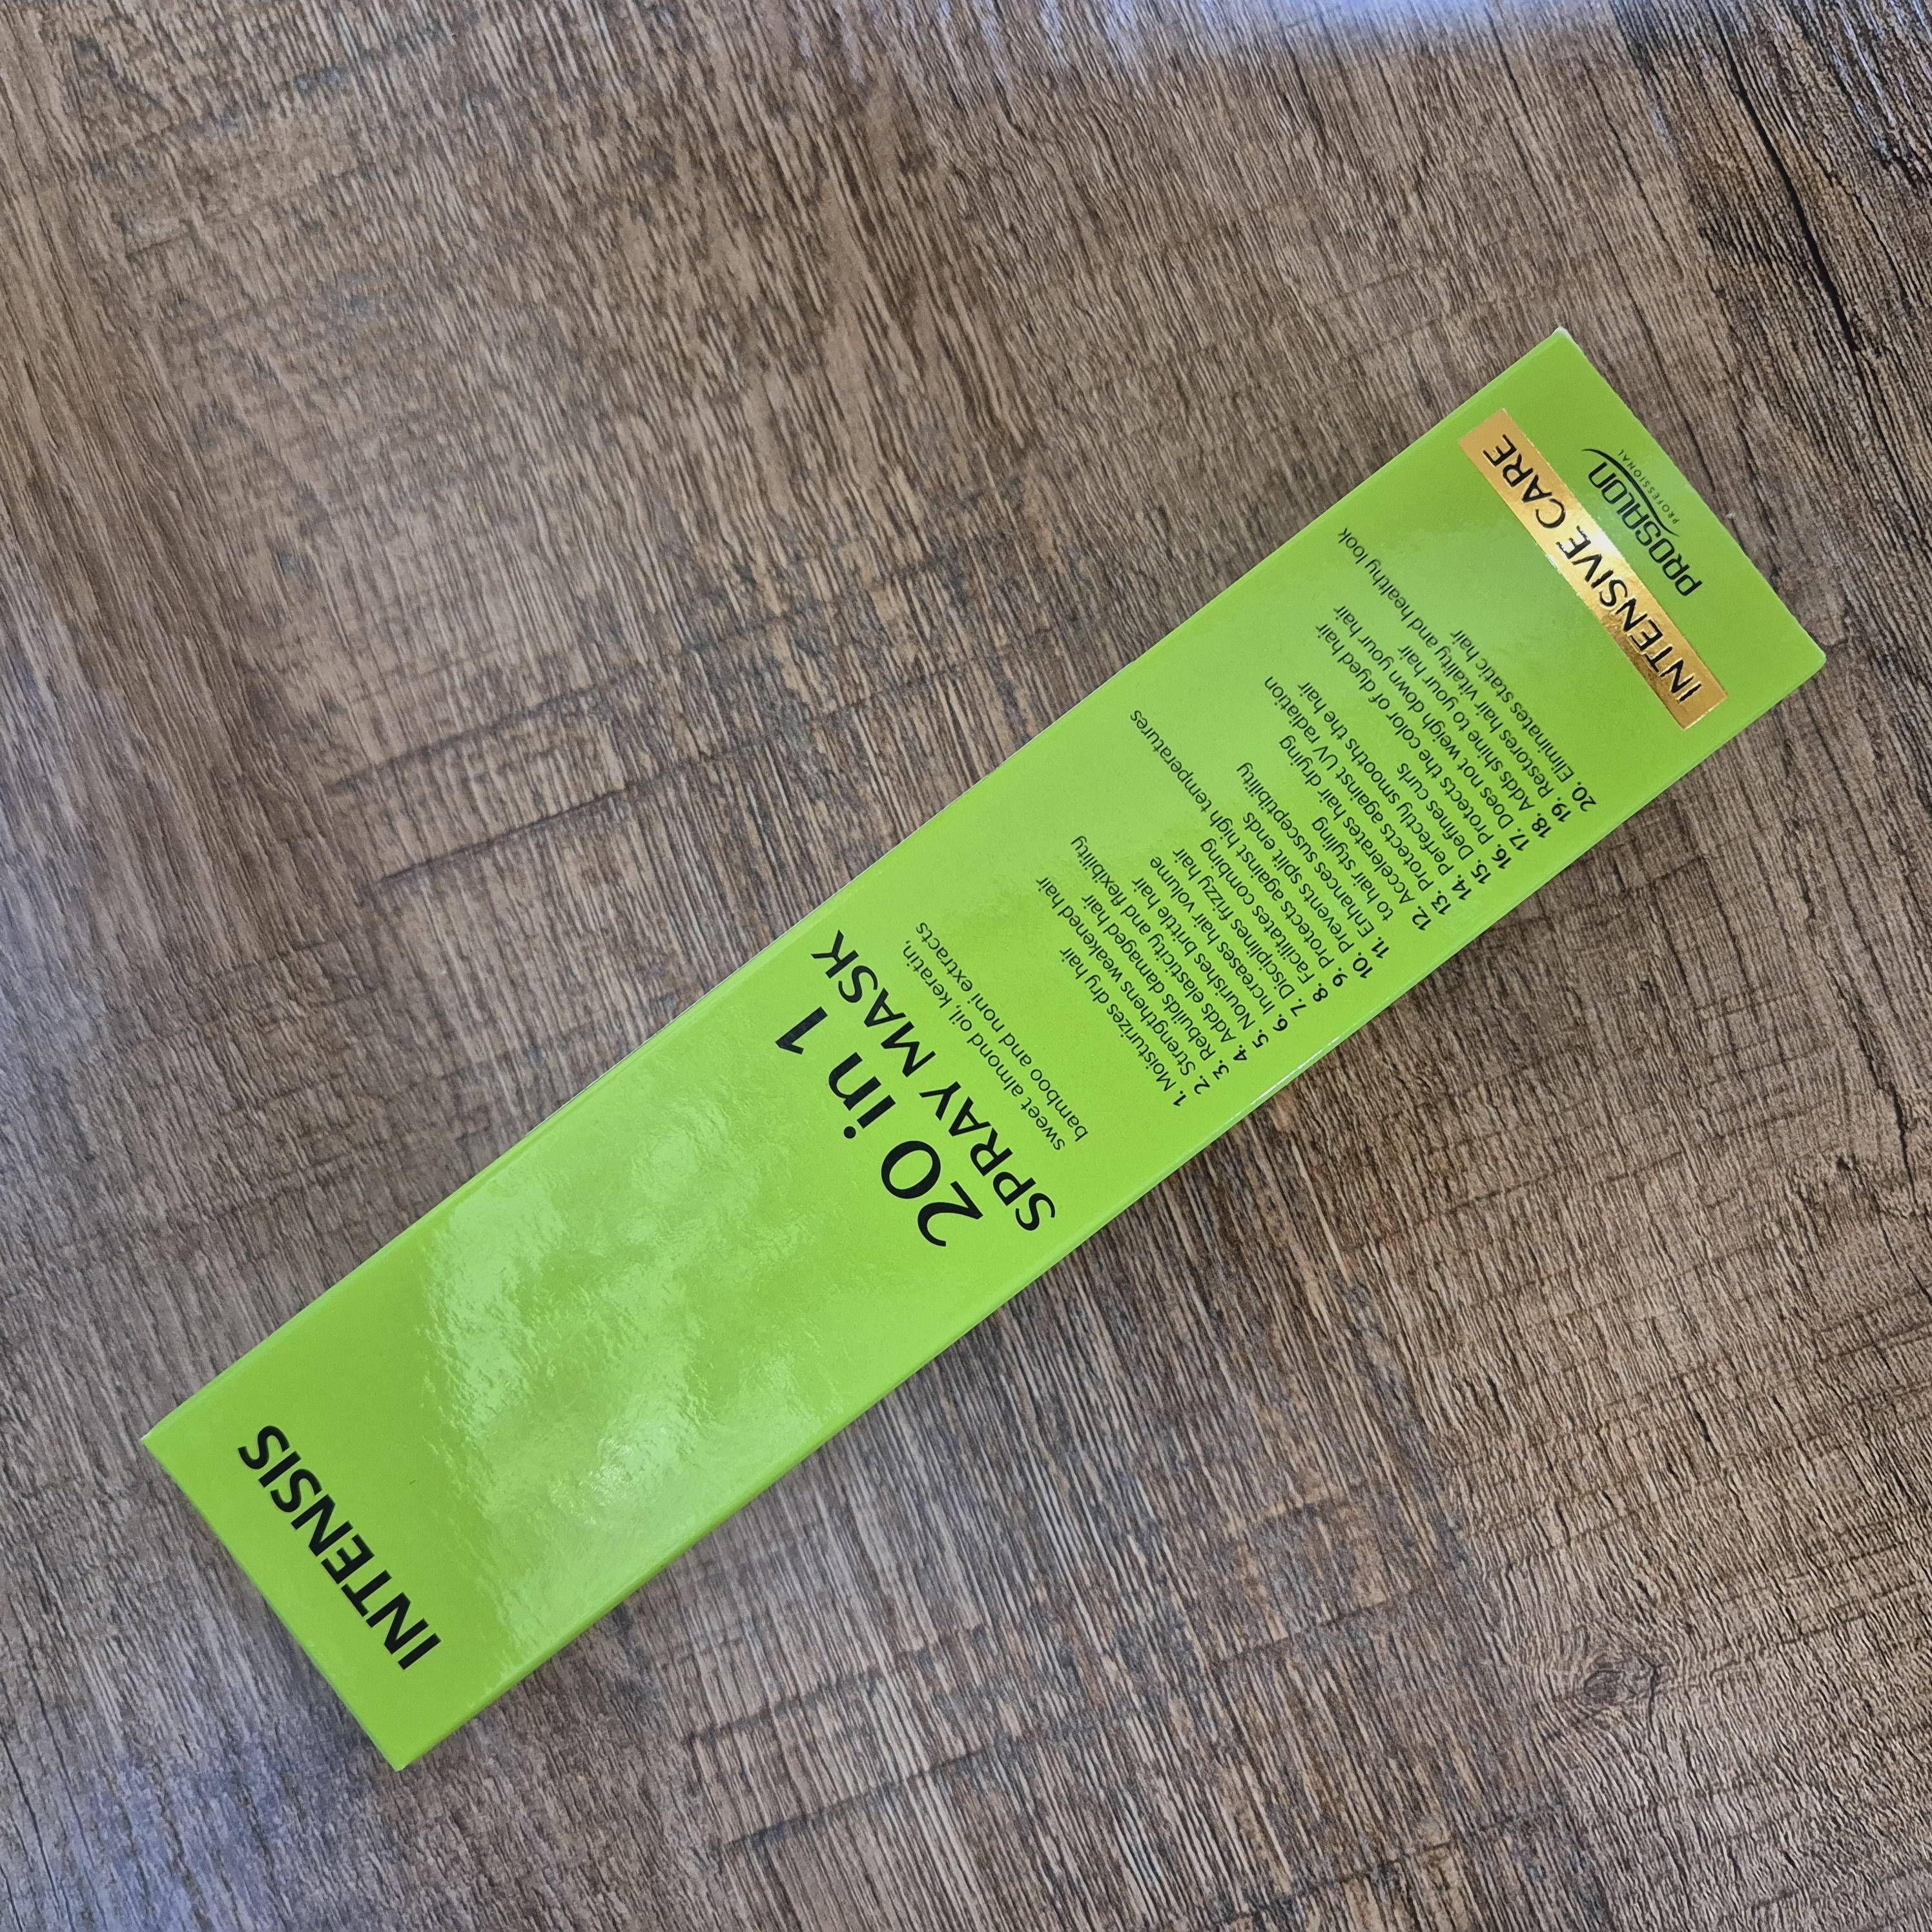 INTENSIS
20 in 1
SPRAY MASK
sweet almond oil, keratin,
bamboo and noni extracts
1. Moisturizes dry hair
2. Strengthens weakened hair
3. Rebuilds damaged hair
4. Adds elasticity and flexibility
5. Nourishes brittle hair
6. Increases hair volume
7. Disciplines frizzy hair
8. Facilitates combing
9. Protects against high temperatures
10. Prevents split ends
11. Enhances susceptibility
to hair styling
12. Accelerates hair drying
13. Protects against UV radiation
14. Perfectly smooths the hair
15. Defines curls
16. Protects the color of dyed hair
17. Does not weigh down your hair
18. Adds shine to your hair
19. Restores hair vitality and healthy look
20. Eliminates static hair
INTENSIVE CARE
PROSALON
PROFESSIONAL